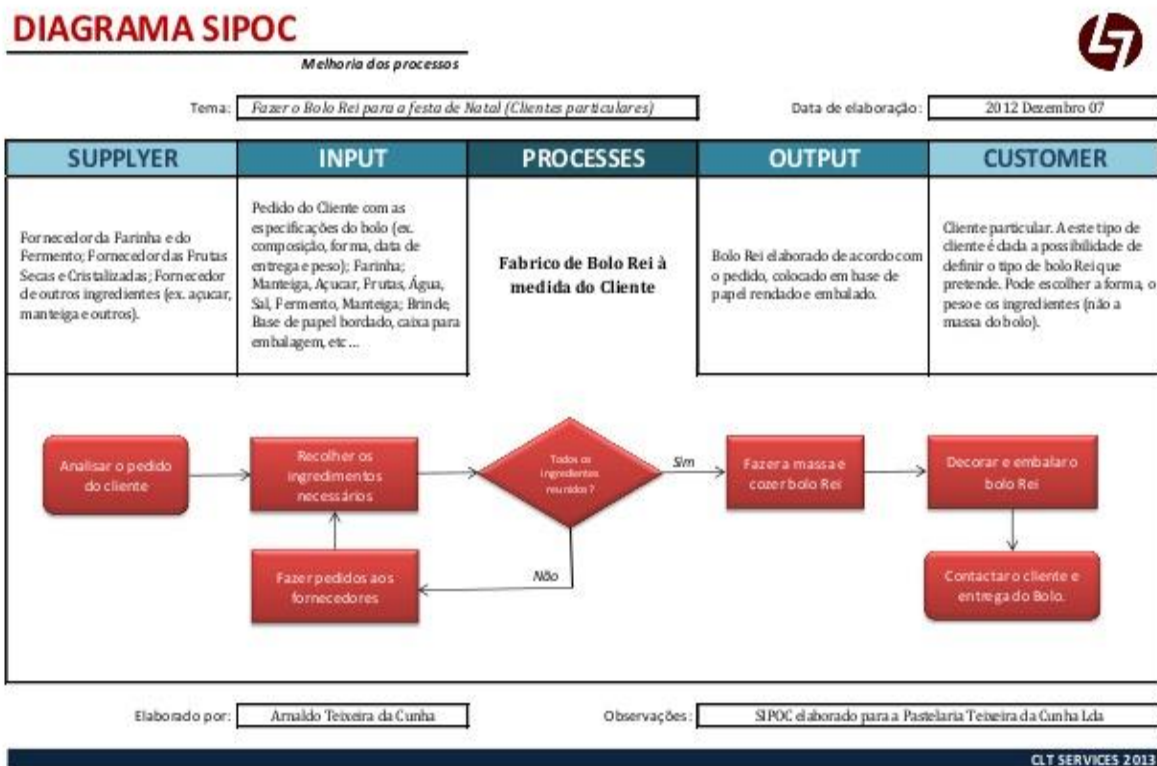 DIAGRAMA SIPOC
Melhoria dos processos
Tema:
Fazer o Bolo Rei para a festa de Natal (Clientes particulares)
Data de elaboração:
2012 Dezembro 07
SUPPLYER
INPUT
PROCESSES
OUTPUT
CUSTOMER
Fornecedor da Farinha e do
Fermento; Fornecedor das Frutas
Secas e Cristalizadas; Fornecedor
de outros ingredientes (ex. açucar,
manteiga e outros).
Pedido do Cliente com as
especificações do bolo (ex.
composição, forma, data de
entrega e peso); Farinha;
Manteiga, Açucar, Frutas, Água,
Sal, Fermento, Manteiga; Brinde;
Base de papel bordado, caixa para
embalagem, etc ...
Fabrico de Bolo Rei à
medida do Cliente
Bolo Rei elaborado de acordo com
o pedido, colocado em base de
papel rendado e embalado.
Cliente particular. A este tipo de
cliente é dada a possibilidade de
definir o tipo de bolo Rei que
pretende. Pode escolher a forma, o
peso e os ingredientes (não a
massa do bolo).
Analisar o pedido
do cliente
Recolher os
ingredimentos
necessários
Todos os
ingredientes
reunidos ?
Sim
Fazer a massa e
cozer bolo Rei
Decorar e embalar o
bolo Rei
Fazer pedidos aos
fornecedores
Não
Contactar o cliente e
entrega do Bolo.
Elaborado por:
Arnaldo Teixeira da Cunha
Observações:
SIPOC elaborado para a Pastelaria Teixeira da Cunha Lda
CLT SERVICES 2013